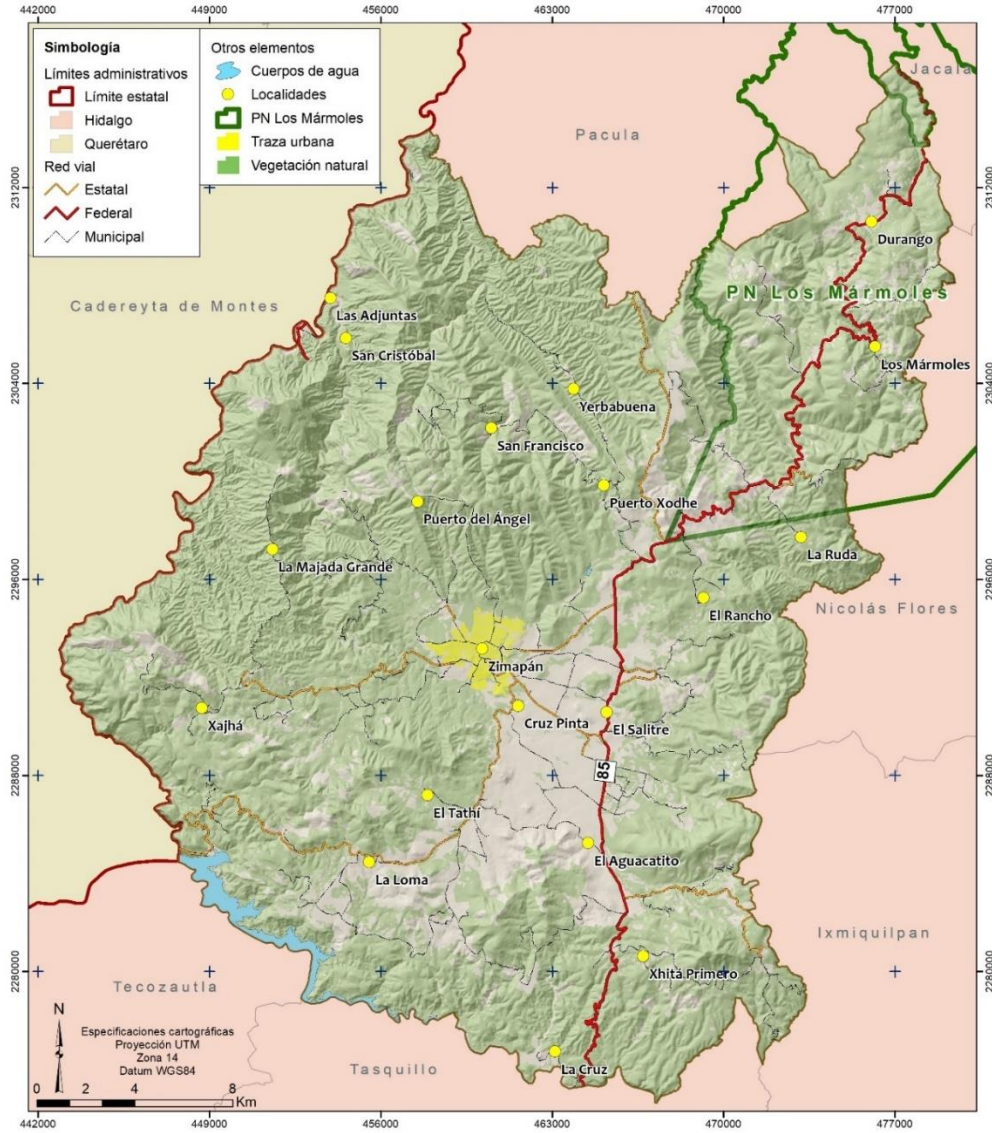 442000 449000 456000 463000 470000 477000
Simbología
Límites administrativos
Límite estatal
Hidalgo
Querétaro
Red vial
Estatal
Federal
Municipal
Otros elementos
Cuerpos de agua
Localidades
PN Los Mármoles
Traza urbana
Vegetación natural
Jacala
Pacula
2312000
2312000
Durango
PN Los Mármoles
Cadereyta de Montes
Las Adjuntas
San Cristóbal
Los Mármoles
2304000
2304000
Yerbabuena
San Francisco
Puerto Xodhe
Puerto del Ángel
La Ruda
La Majada Grande
2296000
2296000
El Rancho
Nicolás Flores
Zimapán
Xajhá
Cruz Pinta
El Salitre
2288000
85
2288000
El Tathí
El Aguacatito
La Loma
Ixmiquilpan
2280000
2280000
Xhitá Primero
Tecozautla
N
Especificaciones cartográficas
Proyección UTM
Zona 14
Datum WGS84
0 2 4 8
Km
Tasquillo
La Cruz
442000 449000 456000 463000 470000 477000